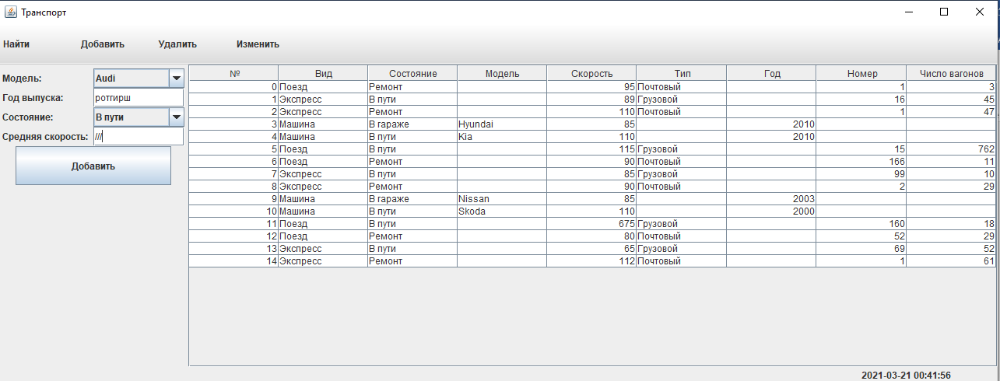 Транспорт
Найти Добавить Удалить Изменить
Модель: Audi
Год выпуска: ротгирш
Состояние: В пути
Средняя скорость: ///
Добавить
№ Вид Состояние Модель Скорость Тип Год Номер Число вагонов
0 Поезд Ремонт 95 Почтовый 1 3
1 Экспресс В пути 89 Грузовой 16 45
2 Экспресс Ремонт 110 Почтовый 1 47
3 Машина В гараже Hyundai 85 2010
4 Машина В пути Kia 110 2010
5 Поезд В пути 115 Грузовой 15 762
6 Поезд Ремонт 90 Почтовый 166 11
7 Экспресс В пути 85 Грузовой 99 10
8 Экспресс Ремонт 90 Почтовый 2 29
9 Машина В гараже Nissan 85 2003
10 Машина В пути Skoda 110 2000
11 Поезд В пути 675 Грузовой 160 18
12 Поезд Ремонт 80 Почтовый 52 29
13 Экспресс В пути 65 Грузовой 69 52
14 Экспресс Ремонт 112 Почтовый 1 61
2021-03-21 00:41:56